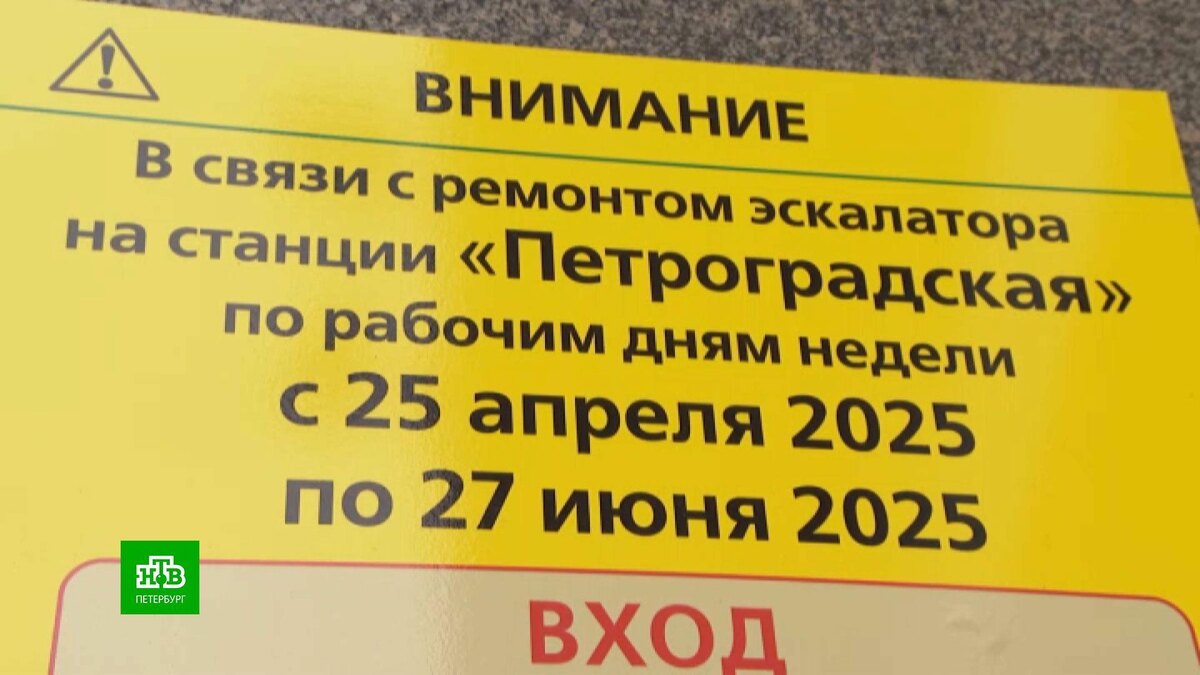 ВНИМАНИЕ
В связи с ремонтом эскалатора
на станции «Петроградская»
по рабочим дням недели
с 25 апреля 2025
по 27 июня 2025
ВХОД
НТВ
ПЕТЕРБУРГ